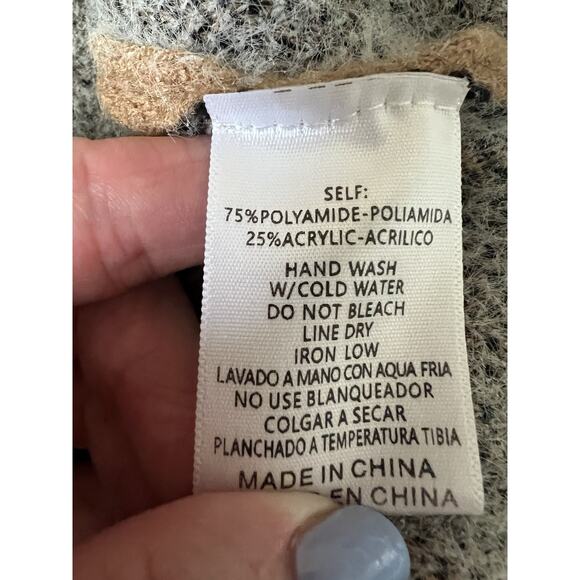 SELF:
75%POLYAMIDE-POLIAMIDA
25%ACRYLIC-ACRILICO
HAND WASH
W/COLD WATER
DO NOT BLEACH
LINE DRY
IRON LOW
LAVADO A MANO CON AQUA FRIA
NO USE BLANQUEADOR
COLGAR A SECAR
PLANCHADO A TEMPERATURA TIBIA
MADE IN CHINA
EN CHINA